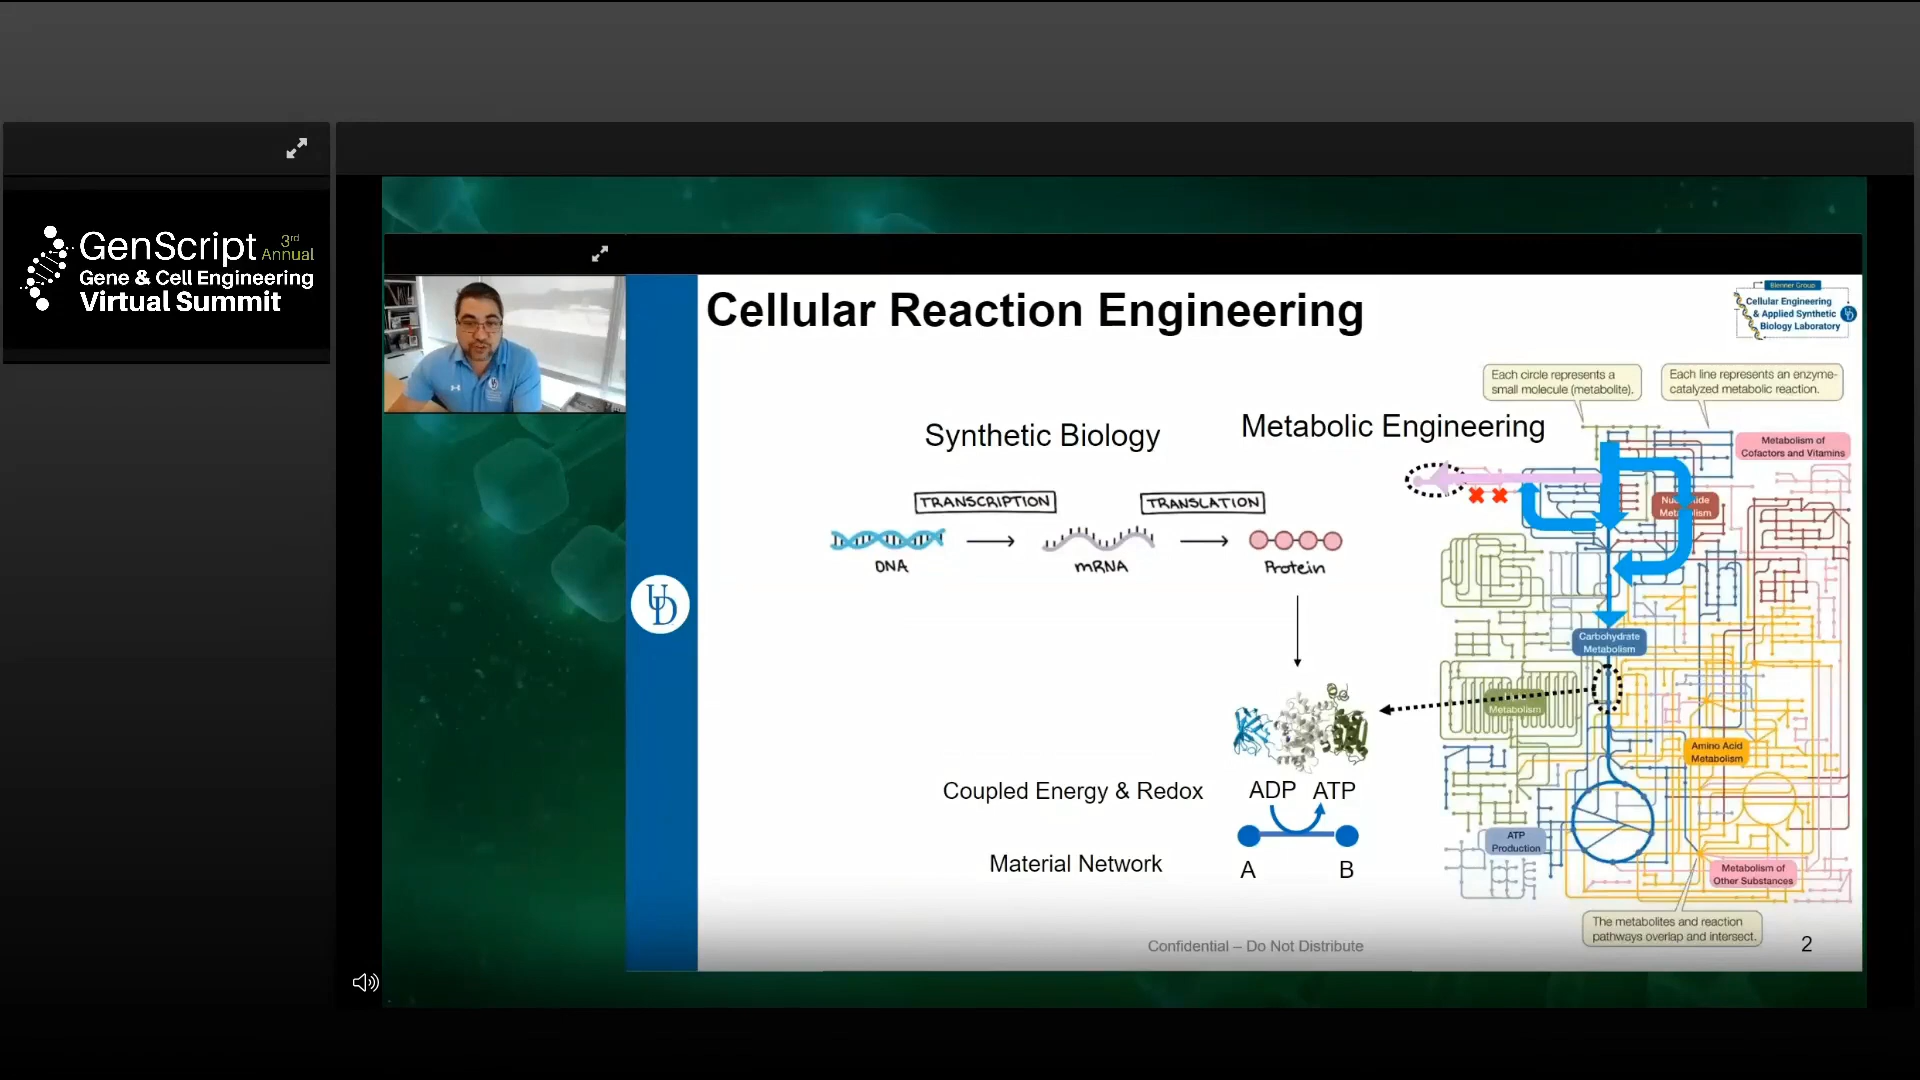 GenScript 3rd Annual
Gene & Cell Engineering
Virtual Summit
Cellular Reaction Engineering
Blenner Group
Cellular Engineering
& Applied Synthetic
Biology Laboratory
Each circle represents a
small molecule (metabolite).
Each line represents an enzyme-
catalyzed metabolic reaction.
Synthetic Biology
Metabolic Engineering
Metabolism of
Cofactors and Vitamins
TRANSCRIPTION
TRANSLATION
DNA
mRNA
Protein
UD
Carbohydrate
Metabolism
Metabolism
Amino Acid
Metabolism
Coupled Energy & Redox
ADP ATP
Material Network
A B
ATP
Production
Metabolism of
Other Substances
The metabolites and reaction
pathways overlap and intersect.
Confidential – Do Not Distribute
2